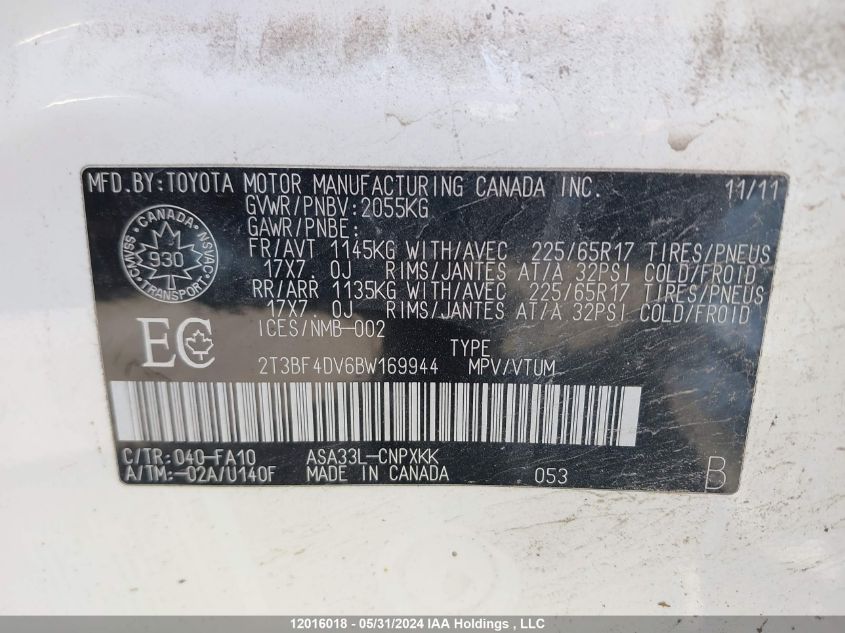 MFD.BY:TOYOTA MOTOR MANUFACTURING CANADA INC. 11/11
GVWR/PNBV:2055KG
GAWR/PNBE:
FR/AVT 1145KG WITH/AVEC 225/65R17 TIRES/PNEUS
17X7.0J RIMS/JANTES AT/A 32PSI COLD/FROID
RR/ARR 1135KG WITH/AVEC 225/65R17 TIRES/PNEUS
17X7.0J RIMS/JANTES AT/A 32PSI COLD/FROID
ICES/NMB-002
CANADA
CMVSS 930 NSVAC
TRANSPORT
EC
TYPE
2T3BF4DV6BW169944 MPV/VTUM
C/TR:040-FA10 ASA33L-CNPXKK
A/TM:-02A/U140F MADE IN CANADA 053 B
12016018 - 05/31/2024 IAA Holdings , LLC